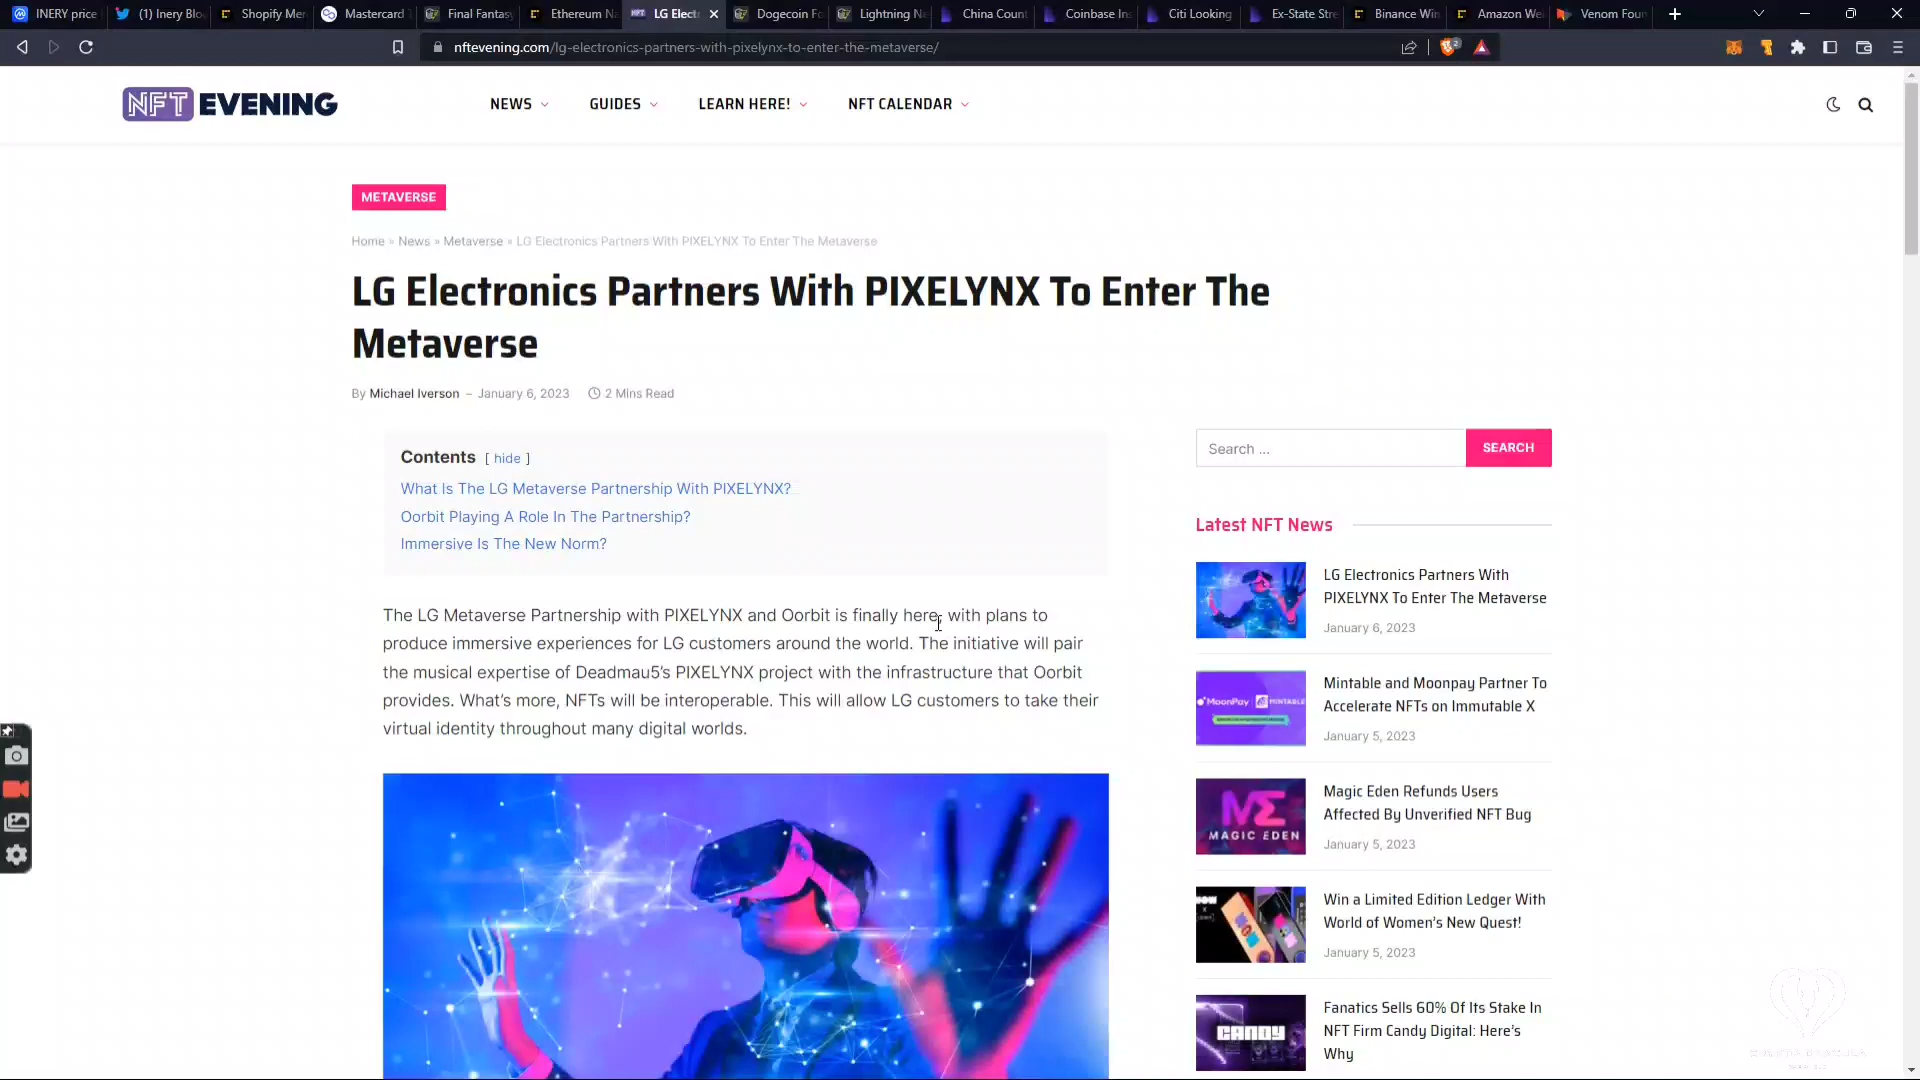 INERY price
(1) Inery Blo
Shopify Mer
Mastercard
Final Fantasy
Ethereum Na
LG Elect
Dogecoin Fo
Lightning Ne
China Count
Coinbase Ins
Citi Looking
Ex-State Stre
Binance Win
Amazon We
Venom Foun
nftevening.com/lg-electronics-partners-with-pixelynx-to-enter-the-metaverse/
NFT EVENING
NEWS
GUIDES
LEARN HERE!
NFT CALENDAR
METAVERSE
Home » News » Metaverse » LG Electronics Partners With PIXELYNX To Enter The Metaverse
LG Electronics Partners With PIXELYNX To Enter The
Metaverse
By Michael Iverson – January 6, 2023 2 Mins Read
Contents [ hide ]
What Is The LG Metaverse Partnership With PIXELYNX?
Oorbit Playing A Role In The Partnership?
Immersive Is The New Norm?
The LG Metaverse Partnership with PIXELYNX and Oorbit is finally here, with plans to
produce immersive experiences for LG customers around the world. The initiative will pair
the musical expertise of Deadmau5’s PIXELYNX project with the infrastructure that Oorbit
provides. What’s more, NFTs will be interoperable. This will allow LG customers to take their
virtual identity throughout many digital worlds.
Search ...
SEARCH
Latest NFT News
LG Electronics Partners With
PIXELYNX To Enter The Metaverse
January 6, 2023
MoonPay MINTABLE
Mintable and Moonpay Partner To
Accelerate NFTs on Immutable X
January 5, 2023
MAGIC EDEN
Magic Eden Refunds Users
Affected By Unverified NFT Bug
January 5, 2023
Win a Limited Edition Ledger With
World of Women’s New Quest!
January 5, 2023
CANDY
Fanatics Sells 60% Of Its Stake In
NFT Firm Candy Digital: Here’s
Why